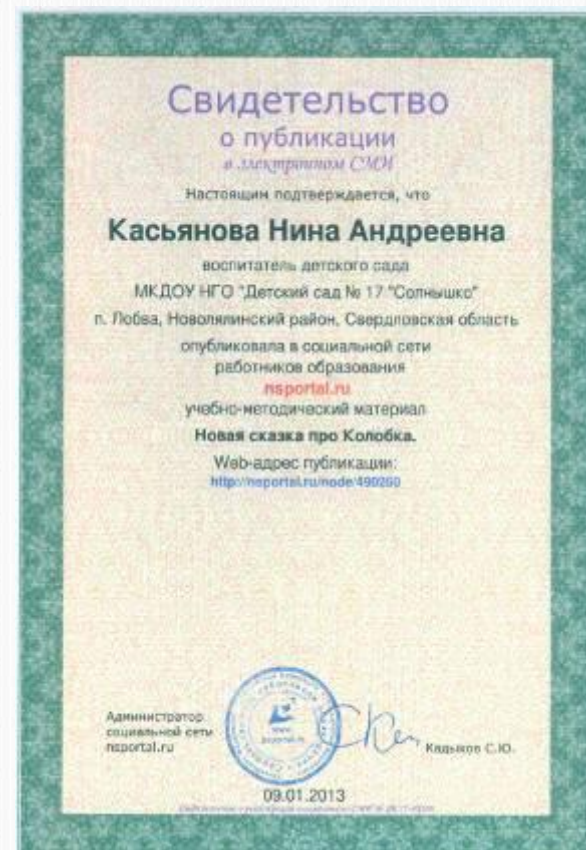 Свидетельство
о публикации
в электронном СМИ
Настоящим подтверждается, что
Касьянова Нина Андреевна
воспитатель детского сада
МКДОУ НГО "Детский сад № 17 "Солнышко"
п. Лобва, Новолялинский район, Свердловская область
опубликовала в социальной сети
работников образования
nsportal.ru
учебно-методический материал
Новая сказка про Колобка.
Web-адрес публикации:
http://nsportal.ru/node/490260
Администратор
социальной сети
nsportal.ru
Кадыков С.Ю.
09.01.2013